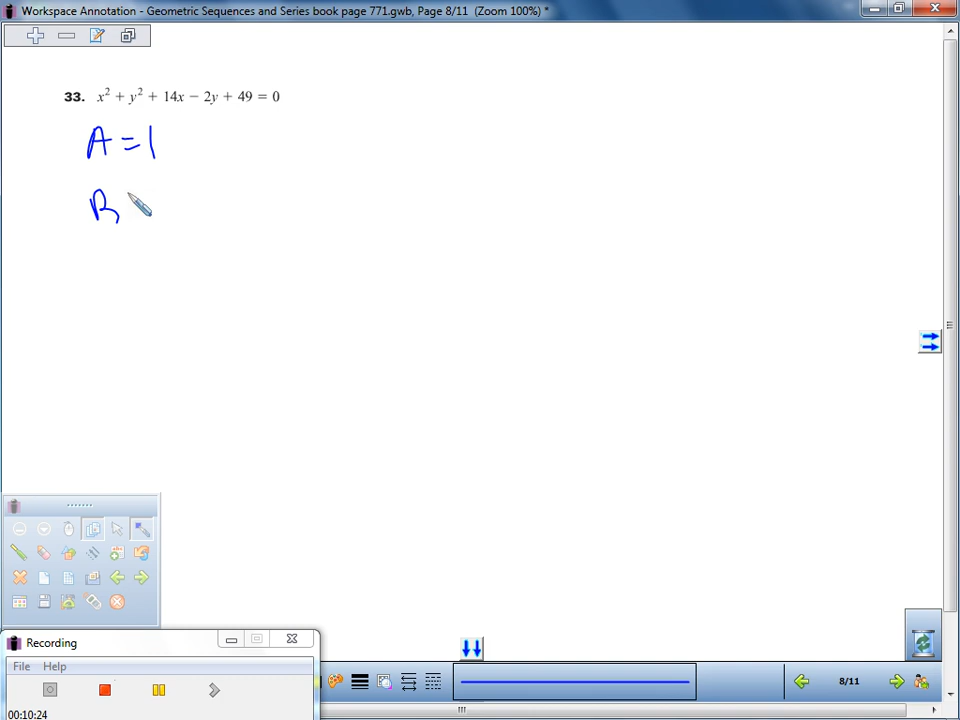 Workspace Annotation - Geometric Sequences and Series book page 771.gwb, Page 8/11 (Zoom 100%) *
33. x² + y² + 14x − 2y + 49 = 0
A = 1
B
Recording
File Help
00:10:24
8/11